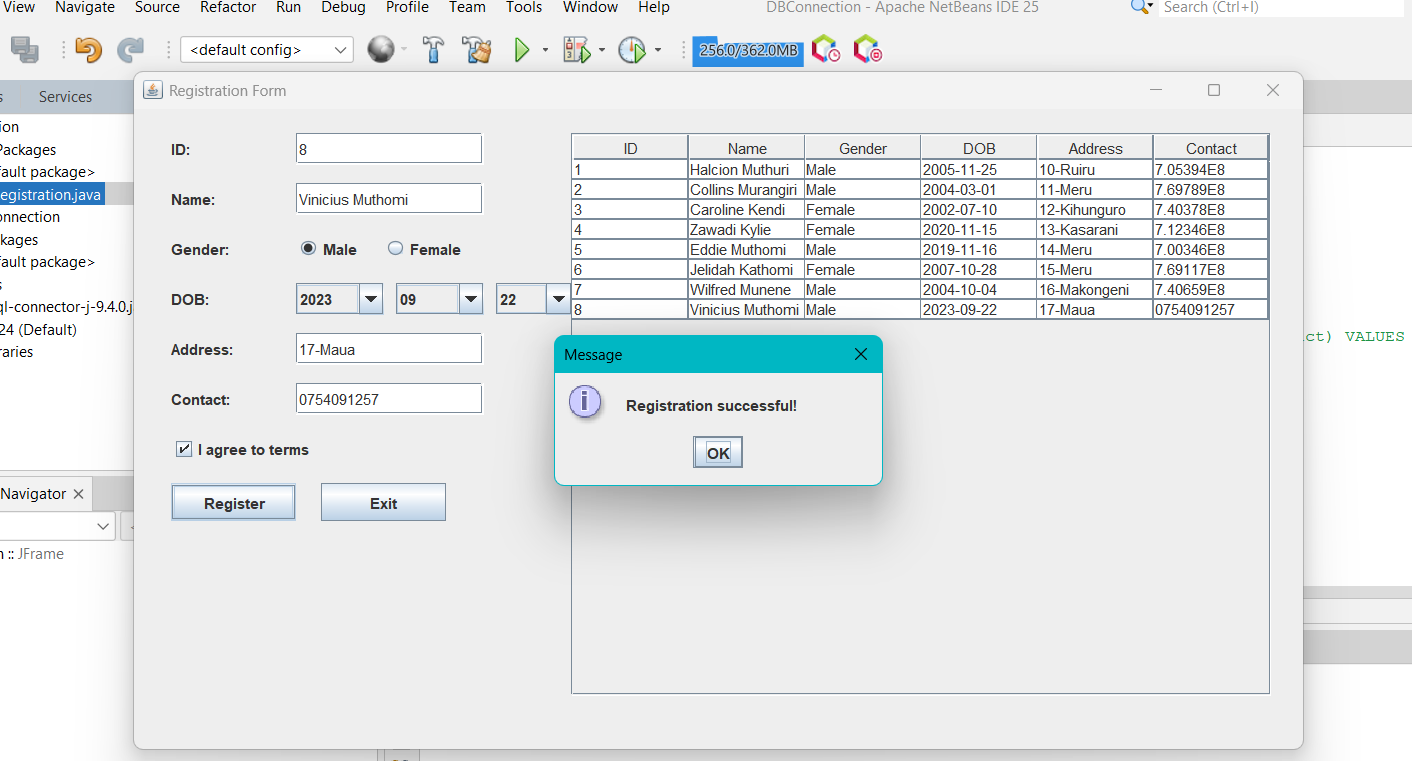 View Navigate Source Refactor Run Debug Profile Team Tools Window Help DBConnection - Apache NetBeans IDE 25 Search (Ctrl+I)
<default config> 256.0/362.0MB
Registration Form
Services
ID: 8
Name: Vinicius Muthomi
Gender: Male Female
DOB: 2023 09 22
Address: 17-Maua
Contact: 0754091257
I agree to terms
Register Exit
ID Name Gender DOB Address Contact
1 Halcion Muthuri Male 2005-11-25 10-Ruiru 7.05394E8
2 Collins Murangiri Male 2004-03-01 11-Meru 7.69789E8
3 Caroline Kendi Female 2002-07-10 12-Kihunguro 7.40378E8
4 Zawadi Kylie Female 2020-11-15 13-Kasarani 7.12346E8
5 Eddie Muthomi Male 2019-11-16 14-Meru 7.00346E8
6 Jelidah Kathomi Female 2007-10-28 15-Meru 7.69117E8
7 Wilfred Munene Male 2004-10-04 16-Makongeni 7.40659E8
8 Vinicius Muthomi Male 2023-09-22 17-Maua 0754091257
Message
Registration successful!
OK
ion
Packages
fault package>
egistration.java
onnection
kages
fault package>
s
ql-connector-j-9.4.0.j
24 (Default)
raries
ct) VALUES
Navigator
n :: JFrame